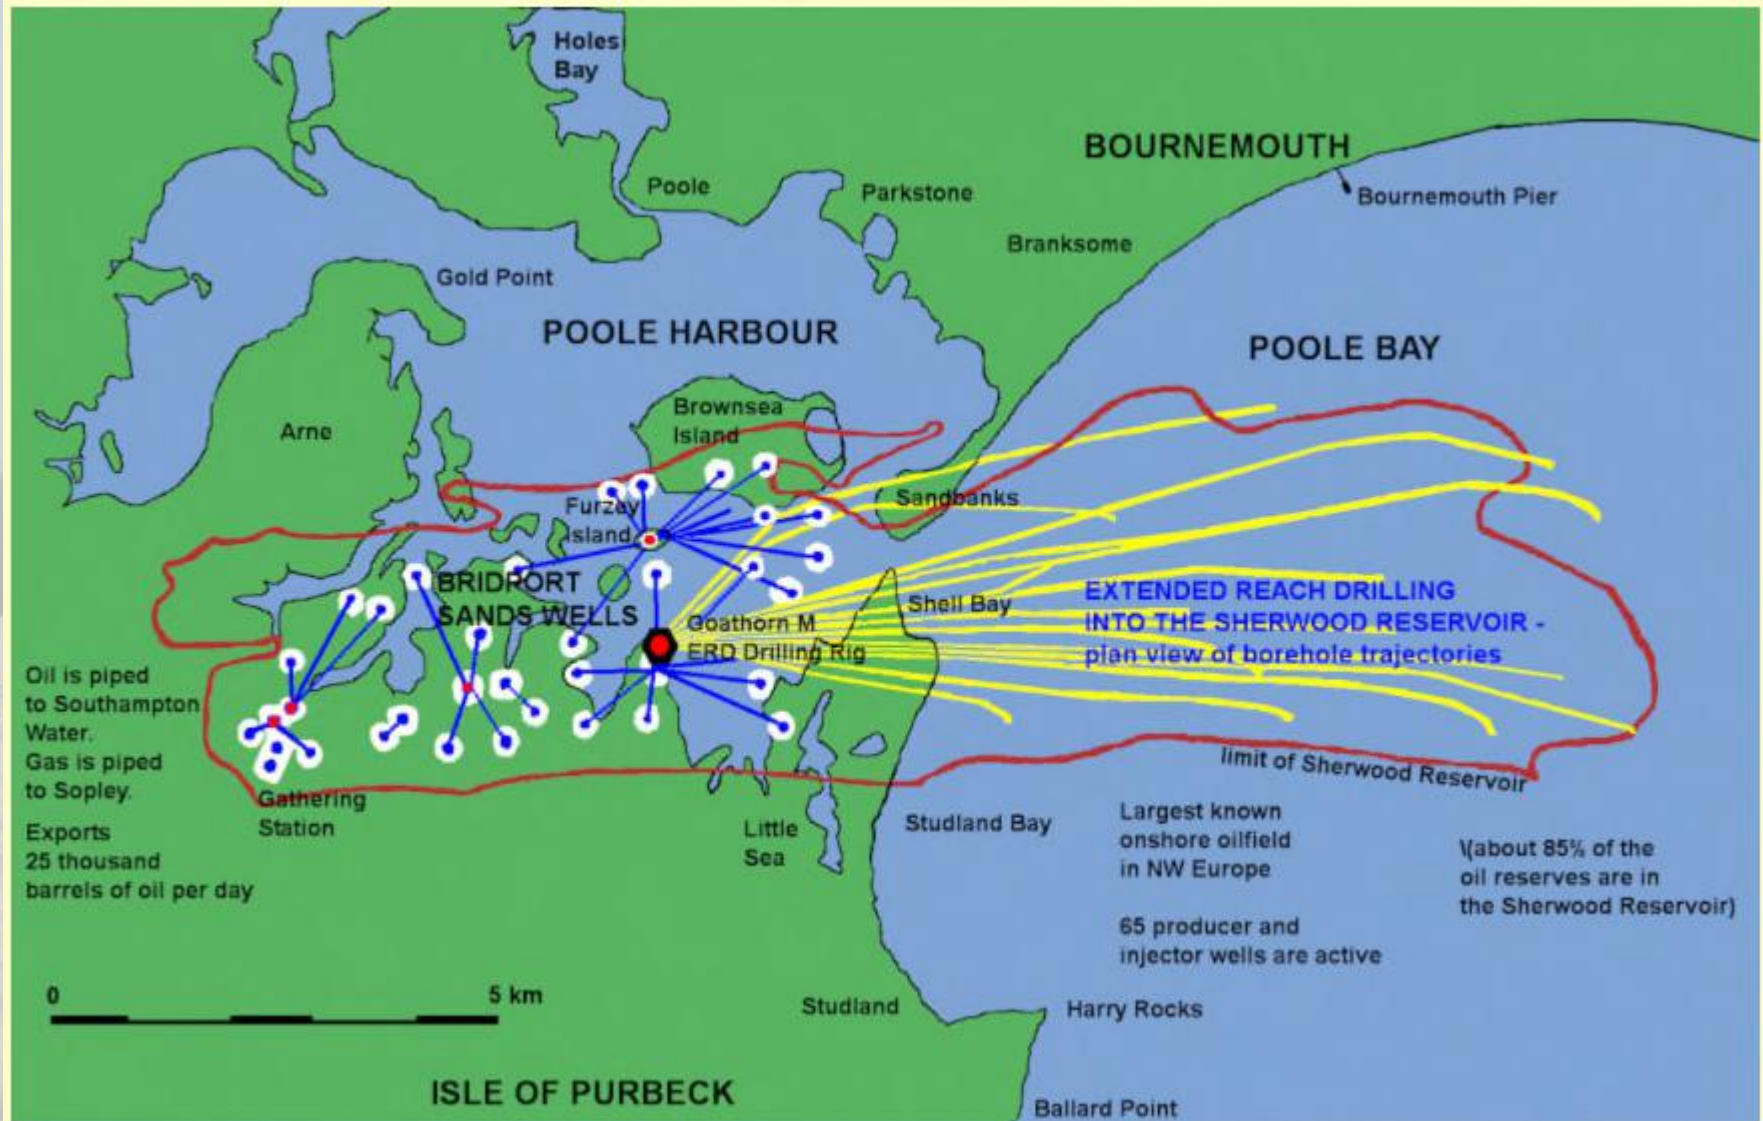 Holes
Bay
BOURNEMOUTH
Poole
Parkstone
Bournemouth Pier
Branksome
Gold Point
POOLE HARBOUR
POOLE BAY
Brownsea
Island
Arne
Furzey
Island
Sandbanks
BRIDPORT
SANDS WELLS
Goathorn M
ERD Drilling Rig
Shell Bay
EXTENDED REACH DRILLING
INTO THE SHERWOOD RESERVOIR -
plan view of borehole trajectories
Oil is piped
to Southampton
Water.
Gas is piped
to Sopley.
Exports
25 thousand
barrels of oil per day
Gathering
Station
Little
Sea
Studland Bay
limit of Sherwood Reservoir
Largest known
onshore oilfield
in NW Europe
65 producer and
injector wells are active
\(about 85% of the
oil reserves are in
the Sherwood Reservoir)
0 5 km
Studland
Harry Rocks
ISLE OF PURBECK
Ballard Point